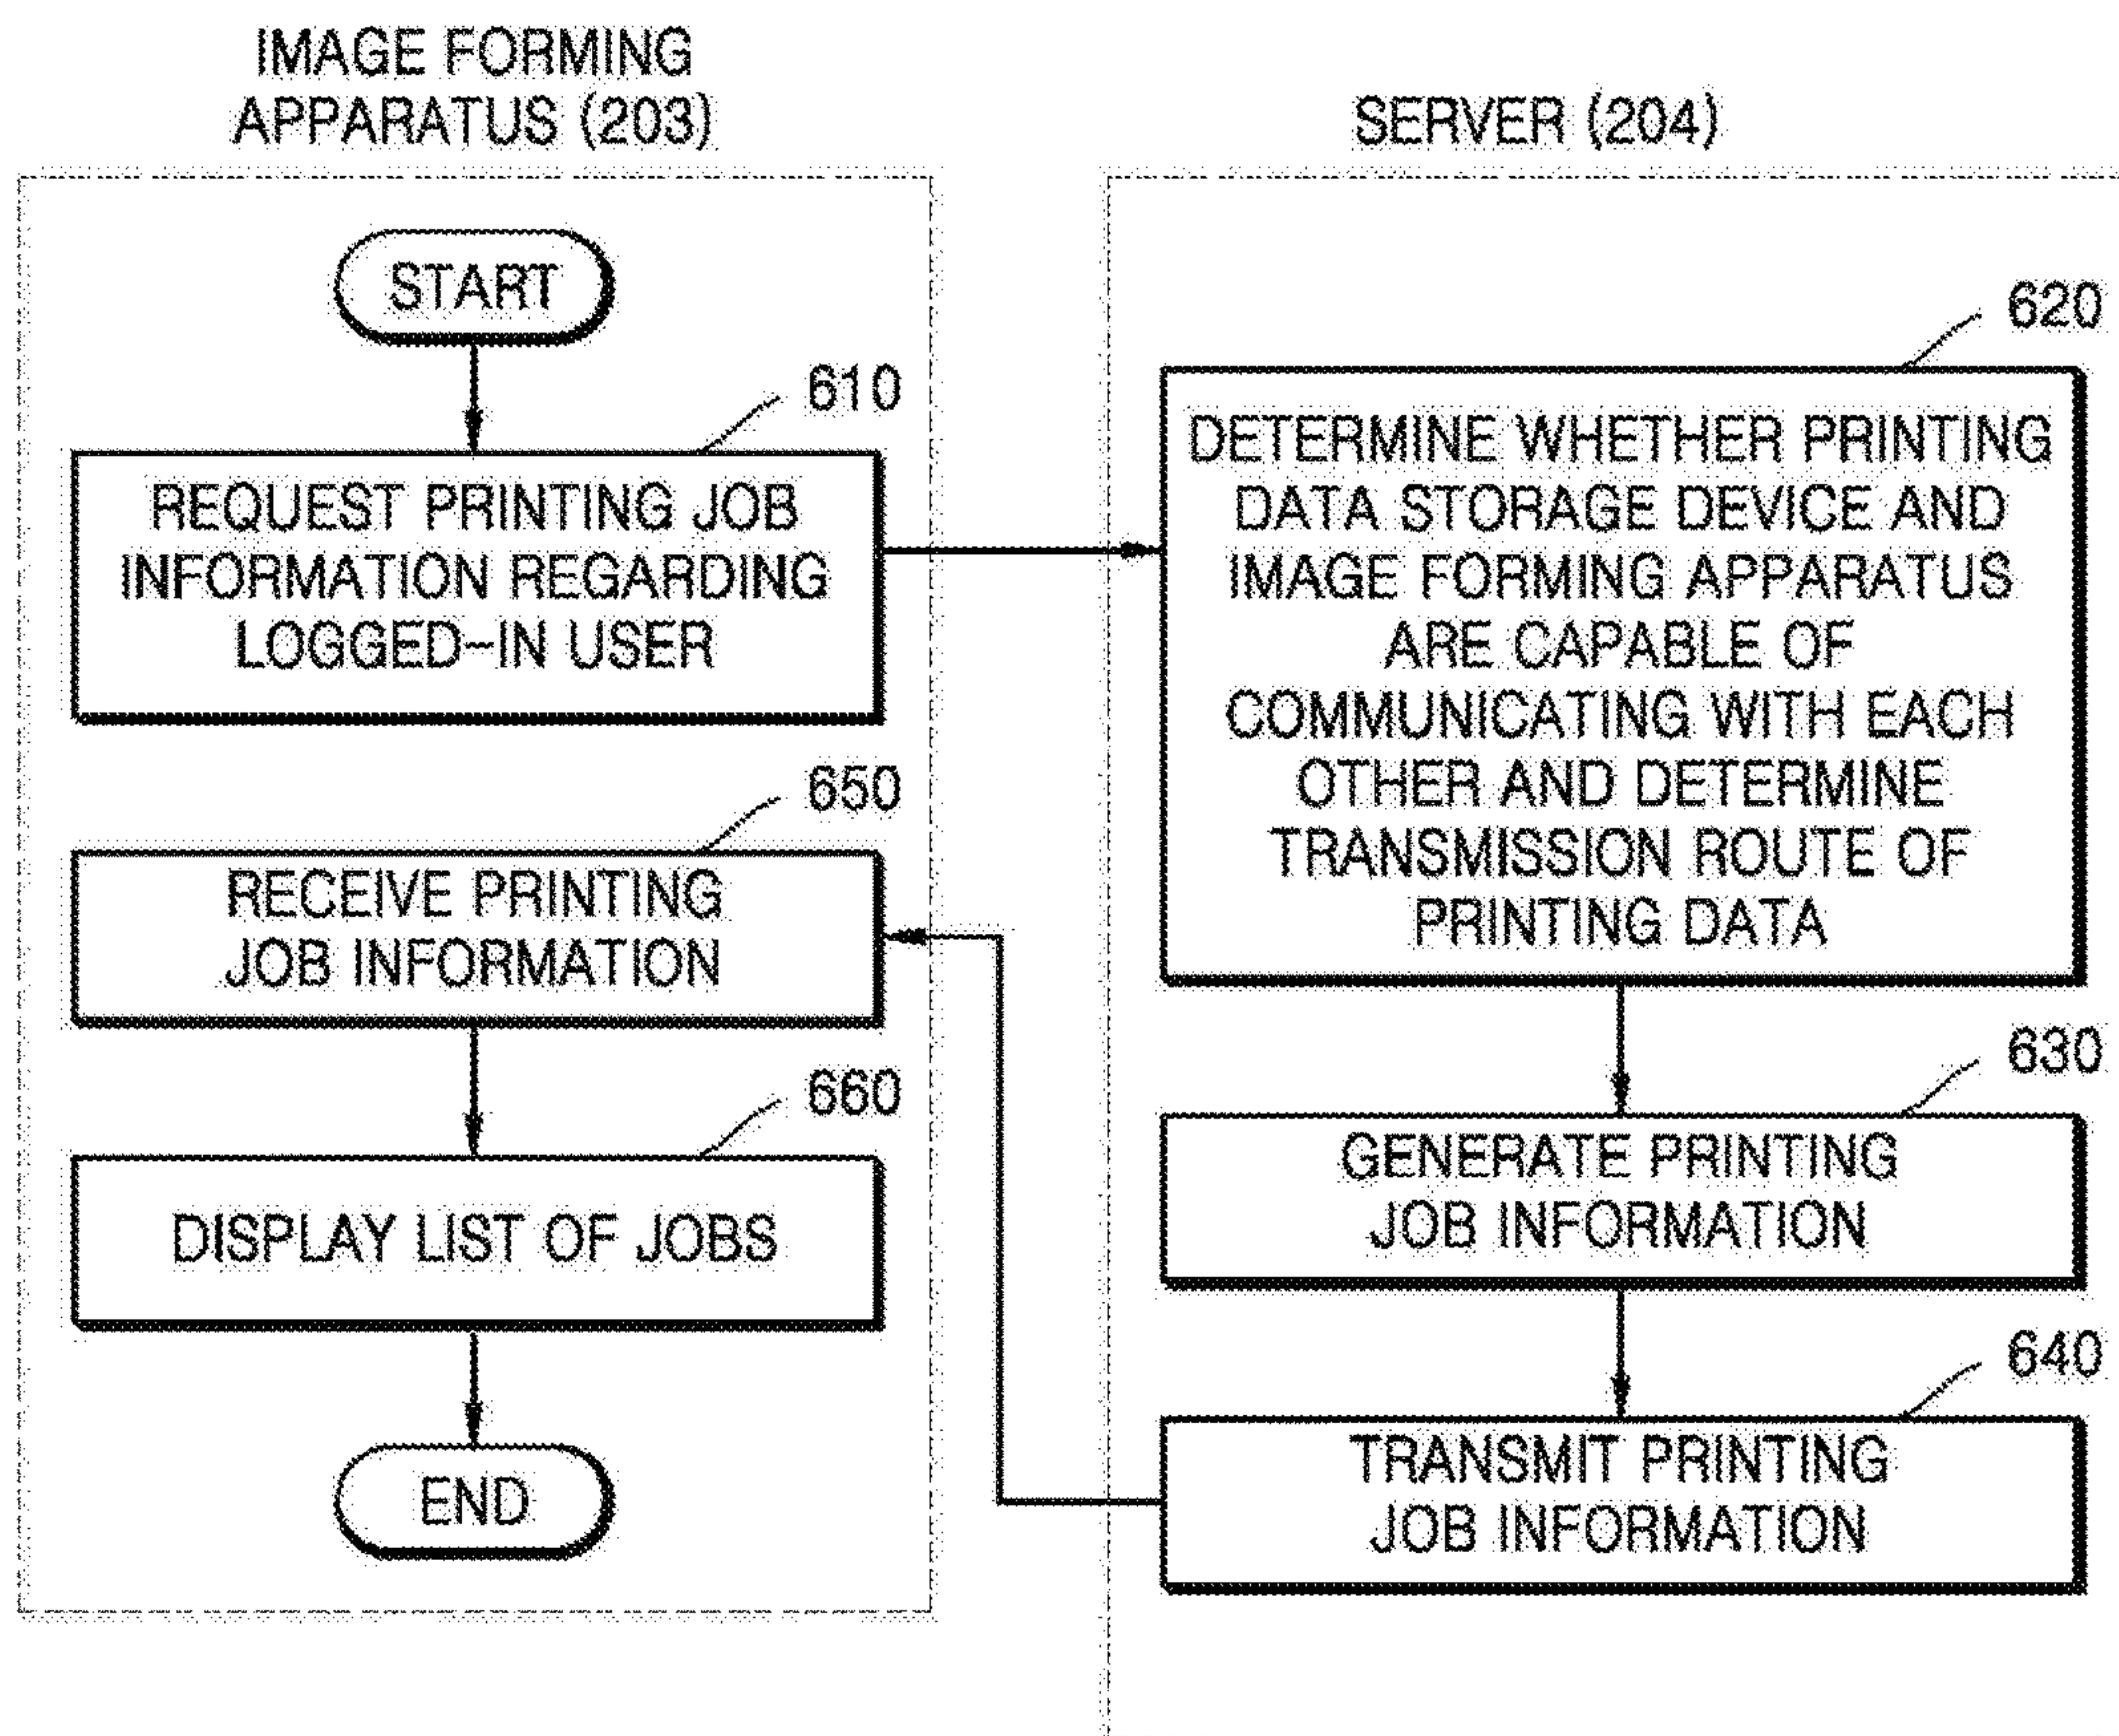 IMAGE FORMING
APPARATUS (203)
START
610
REQUEST PRINTING JOB
INFORMATION REGARDING
LOGGED-IN USER
650
RECEIVE PRINTING
JOB INFORMATION
660
DISPLAY LIST OF JOBS
END
SERVER (204)
620
DETERMINE WHETHER PRINTING
DATA STORAGE DEVICE AND
IMAGE FORMING APPARATUS
ARE CAPABLE OF
COMMUNICATING WITH EACH
OTHER AND DETERMINE
TRANSMISSION ROUTE OF
PRINTING DATA
630
GENERATE PRINTING
JOB INFORMATION
640
TRANSMIT PRINTING
JOB INFORMATION